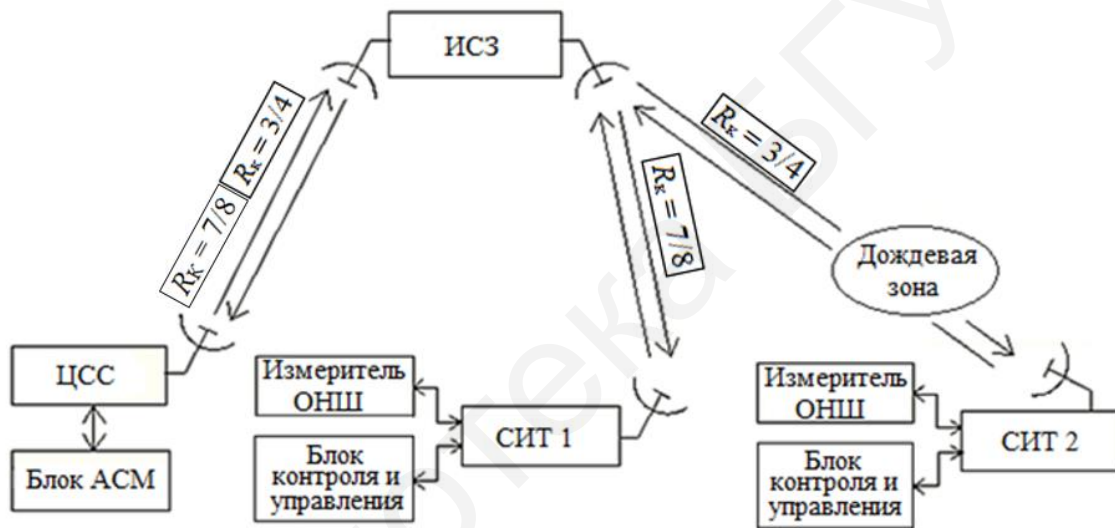 ИСЗ
Rк = 7/8
Rк = 3/4
Rк = 7/8
Rк = 3/4
Дождевая
зона
ЦСС
Блок АСМ
Измеритель
ОНШ
Блок
контроля и
управления
СИТ 1
Измеритель
ОНШ
Блок
контроля и
управления
СИТ 2